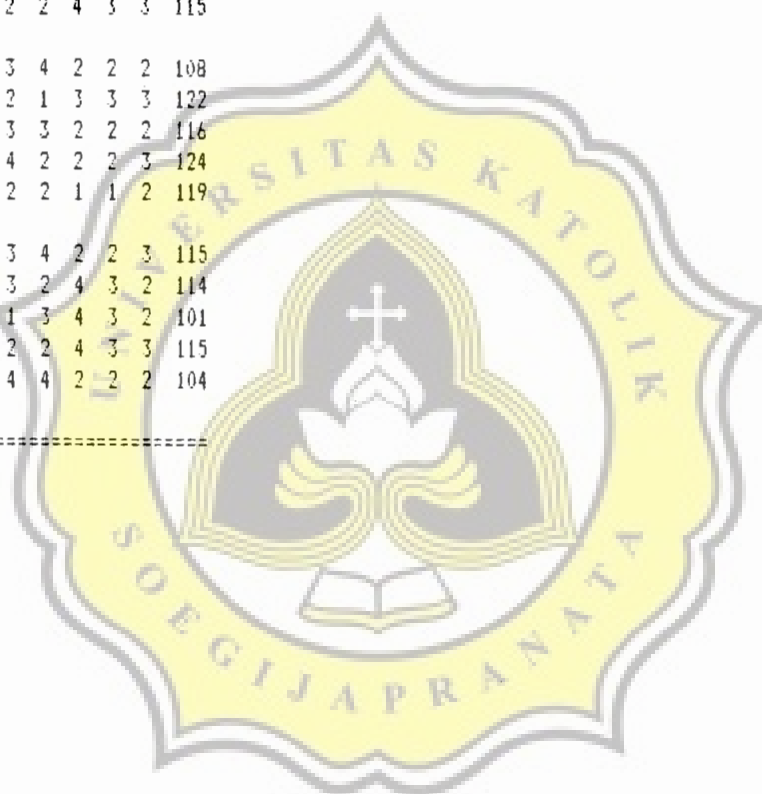 2 2 4 3 3 115
3 4 2 2 2 108
2 1 3 3 3 122
3 3 2 2 2 116
4 2 2 2 3 124
2 2 1 1 2 119
3 4 2 2 3 115
3 2 4 3 2 114
1 3 4 3 2 101
2 2 4 3 3 115
4 4 2 2 2 104
====================
UNIVERSITAS KATOLIK
SOEGIJAPRANATA